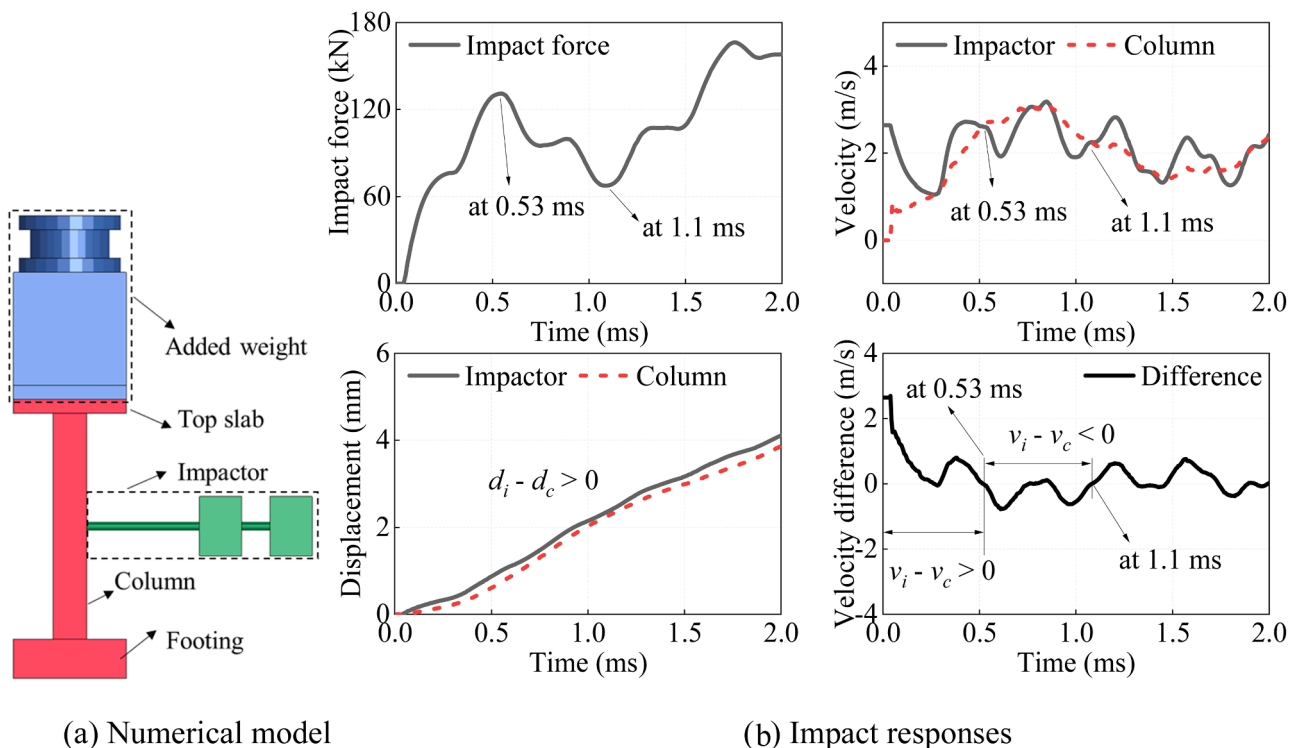 Added weight
Top slab
Impactor
Column
Footing
(a) Numerical model
Impact force (kN)
180
120
60
0
Impact force
at 0.53 ms
at 1.1 ms
0.0 0.5 1.0 1.5 2.0
Time (ms)
Velocity (m/s)
4
2
0
Impactor Column
at 0.53 ms
at 1.1 ms
0.0 0.5 1.0 1.5 2.0
Time (ms)
Displacement (mm)
6
4
2
0
Impactor Column
d_i - d_c > 0
0.0 0.5 1.0 1.5 2.0
Time (ms)
Velocity difference (m/s)
4
2
0
-2
-4
Difference
at 0.53 ms
v_i - v_c < 0
v_i - v_c > 0
at 1.1 ms
0.0 0.5 1.0 1.5 2.0
Time (ms)
(b) Impact responses